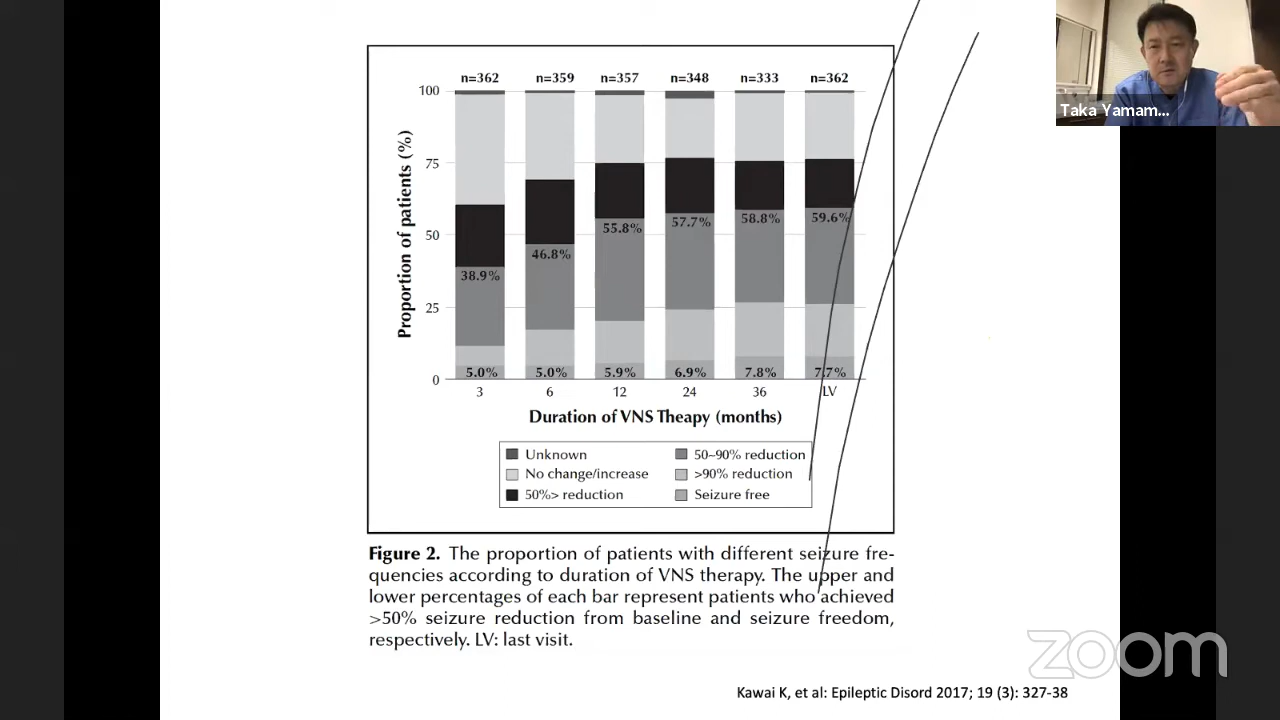 Taka Yamam...
n=362 n=359 n=357 n=348 n=333 n=362
100
75
50
25
0
Proportion of patients (%)
38.9% 46.8% 55.8% 57.7% 58.8% 59.6%
5.0% 5.0% 5.9% 6.9% 7.8% 7.7%
3 6 12 24 36 LV
Duration of VNS Theapy (months)
Unknown 50~90% reduction
No change/increase >90% reduction
50%> reduction Seizure free
Figure 2. The proportion of patients with different seizure fre-
quencies according to duration of VNS therapy. The upper and
lower percentages of each bar represent patients who achieved
>50% seizure reduction from baseline and seizure freedom,
respectively. LV: last visit.
zoom
Kawai K, et al: Epileptic Disord 2017; 19 (3): 327-38